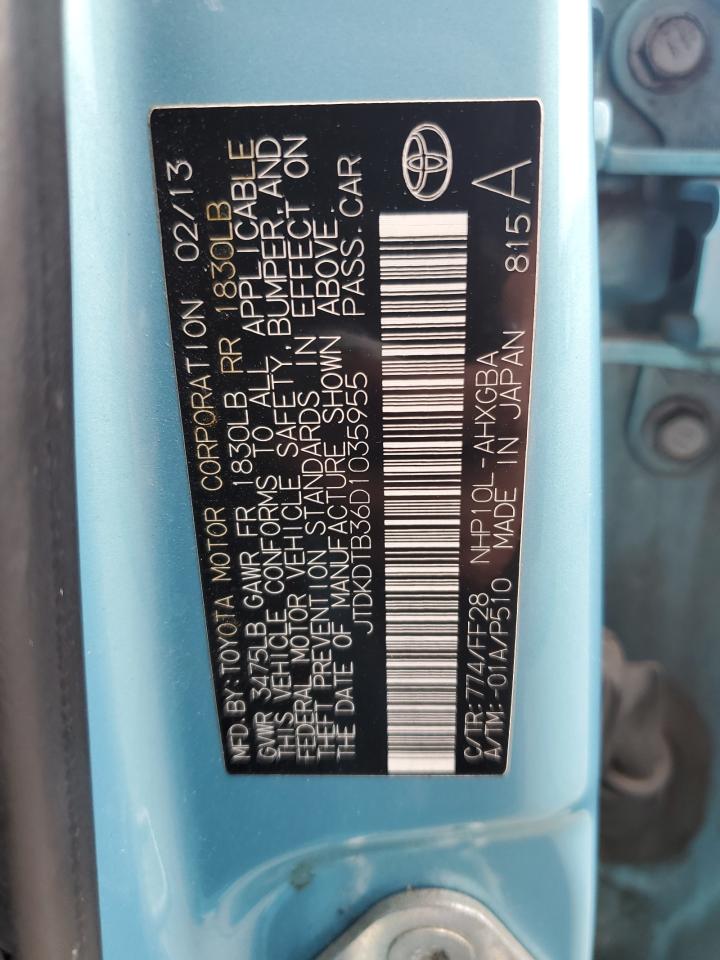 MFD. BY: TOYOTA MOTOR CORPORATION 02/13
GVWR 3475LB GAWR FR 1830LB RR 1830LB
THIS VEHICLE CONFORMS TO ALL APPLICABLE
FEDERAL MOTOR VEHICLE SAFETY, BUMPER, AND
THEFT PREVENTION STANDARDS IN EFFECT ON
THE DATE OF MANUFACTURE SHOWN ABOVE.
JTDKDTB36D1035955 PASS. CAR
C/TR: 774/FF28 NHP10L-AHXGBA 815 A
A/TM: -01A/P510 MADE IN JAPAN